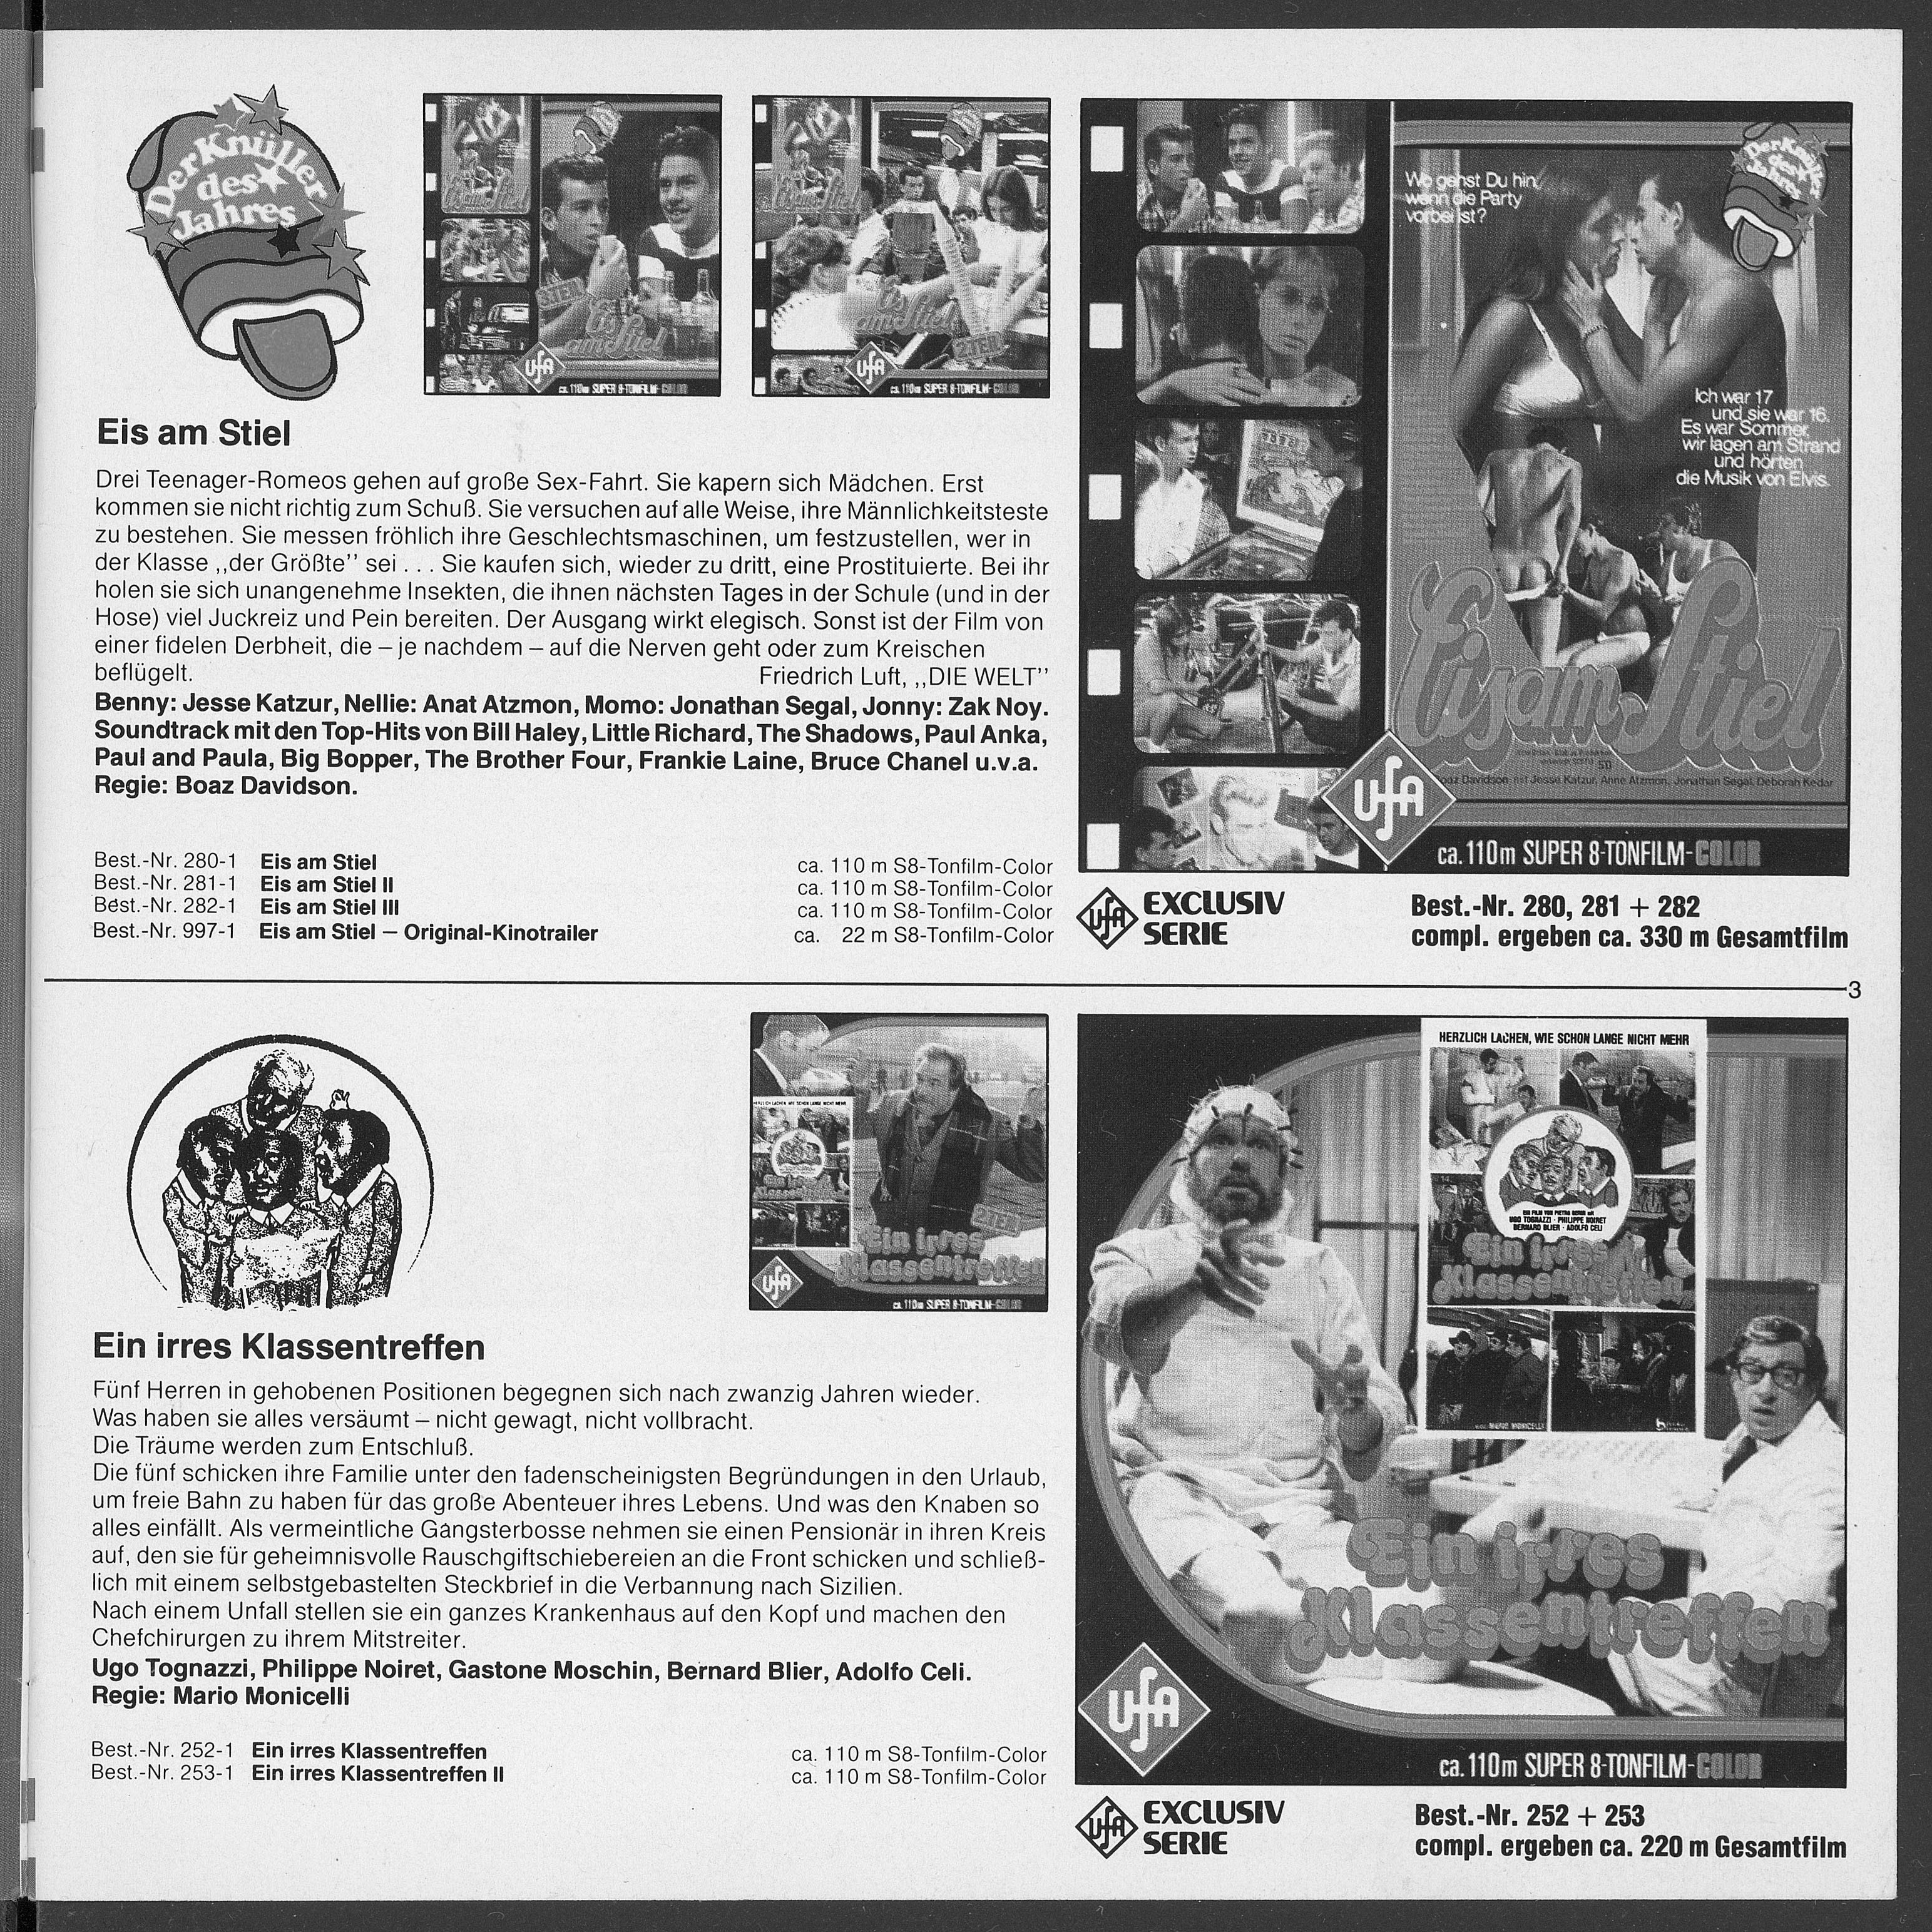 Der Knüller
des
Jahres
Eis am Stiel
2. TEIL
ufa
ca. 110m SUPER 8-TONFILM-COLOR
Eis am Stiel
Drei Teenager-Romeos gehen auf große Sex-Fahrt. Sie kapern sich Mädchen. Erst
kommen sie nicht richtig zum Schuß. Sie versuchen auf alle Weise, ihre Männlichkeitsteste
zu bestehen. Sie messen fröhlich ihre Geschlechtsmaschinen, um festzustellen, wer in
der Klasse ,,der Größte'' sei . . . Sie kaufen sich, wieder zu dritt, eine Prostituierte. Bei ihr
holen sie sich unangenehme Insekten, die ihnen nächsten Tages in der Schule (und in der
Hose) viel Juckreiz und Pein bereiten. Der Ausgang wirkt elegisch. Sonst ist der Film von
einer fidelen Derbheit, die – je nachdem – auf die Nerven geht oder zum Kreischen
beflügelt. Friedrich Luft, ,,DIE WELT''
Benny: Jesse Katzur, Nellie: Anat Atzmon, Momo: Jonathan Segal, Jonny: Zak Noy.
Soundtrack mit den Top-Hits von Bill Haley, Little Richard, The Shadows, Paul Anka,
Paul and Paula, Big Bopper, The Brother Four, Frankie Laine, Bruce Chanel u.v.a.
Regie: Boaz Davidson.
Best.-Nr. 280-1 Eis am Stiel ca. 110 m S8-Tonfilm-Color
Best.-Nr. 281-1 Eis am Stiel II ca. 110 m S8-Tonfilm-Color
Best.-Nr. 282-1 Eis am Stiel III ca. 110 m S8-Tonfilm-Color
Best.-Nr. 997-1 Eis am Stiel – Original-Kinotrailer ca. 22 m S8-Tonfilm-Color
Wo gehst Du hin,
wenn die Party
vorbei ist?
Der Knüller
des
Jahres
Ich war 17
und sie war 16.
Es war Sommer,
wir lagen am Strand
und hörten
die Musik von Elvis.
Eis am Stiel
Boaz Davidson mit Jesse Katzur, Anne Atzmon, Jonathan Segal, Deborah Kedar
ufa
ca. 110m SUPER 8-TONFILM-COLOR
ufa EXCLUSIV
SERIE
Best.-Nr. 280, 281 + 282
compl. ergeben ca. 330 m Gesamtfilm
3
HERZLICH LACHEN, WIE SCHON LANGE NICHT MEHR
Ein irres
Klassentreffen
2. TEIL
ufa
ca. 110m SUPER 8-TONFILM-COLOR
Ein irres Klassentreffen
Fünf Herren in gehobenen Positionen begegnen sich nach zwanzig Jahren wieder.
Was haben sie alles versäumt – nicht gewagt, nicht vollbracht.
Die Träume werden zum Entschluß.
Die fünf schicken ihre Familie unter den fadenscheinigsten Begründungen in den Urlaub,
um freie Bahn zu haben für das große Abenteuer ihres Lebens. Und was den Knaben so
alles einfällt. Als vermeintliche Gangsterbosse nehmen sie einen Pensionär in ihren Kreis
auf, den sie für geheimnisvolle Rauschgiftschiebereien an die Front schicken und schließ-
lich mit einem selbstgebastelten Steckbrief in die Verbannung nach Sizilien.
Nach einem Unfall stellen sie ein ganzes Krankenhaus auf den Kopf und machen den
Chefchirurgen zu ihrem Mitstreiter.
Ugo Tognazzi, Philippe Noiret, Gastone Moschin, Bernard Blier, Adolfo Celi.
Regie: Mario Monicelli
Best.-Nr. 252-1 Ein irres Klassentreffen ca. 110 m S8-Tonfilm-Color
Best.-Nr. 253-1 Ein irres Klassentreffen II ca. 110 m S8-Tonfilm-Color
HERZLICH LACHEN, WIE SCHON LANGE NICHT MEHR
EIN FILM VON PIETRO GERMI mit
UGO TOGNAZZI · PHILIPPE NOIRET
BERNARD BLIER · ADOLFO CELI
Ein irres
Klassentreffen
MARIO MONICELLI
Ein irres
Klassentreffen
ufa
ca. 110m SUPER 8-TONFILM-COLOR
ufa EXCLUSIV
SERIE
Best.-Nr. 252 + 253
compl. ergeben ca. 220 m Gesamtfilm